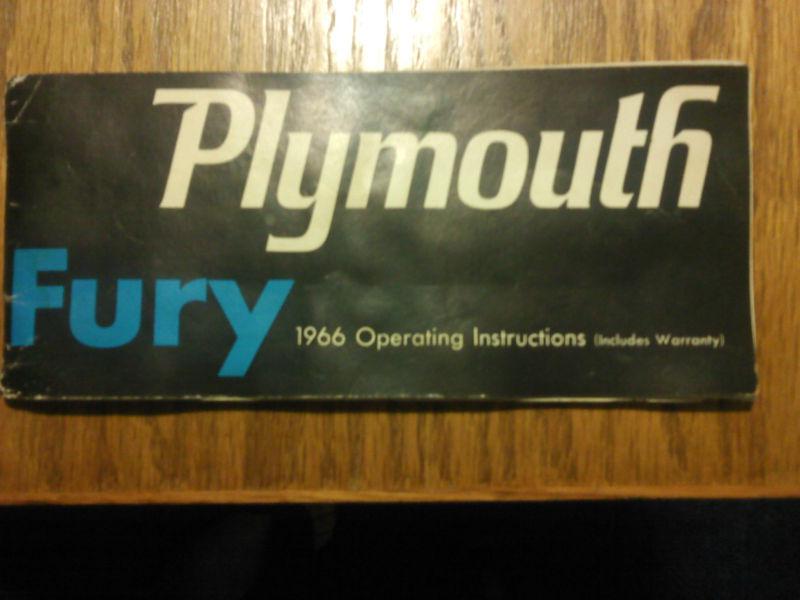 Plymouth
Fury
1966 Operating Instructions (Includes Warranty)